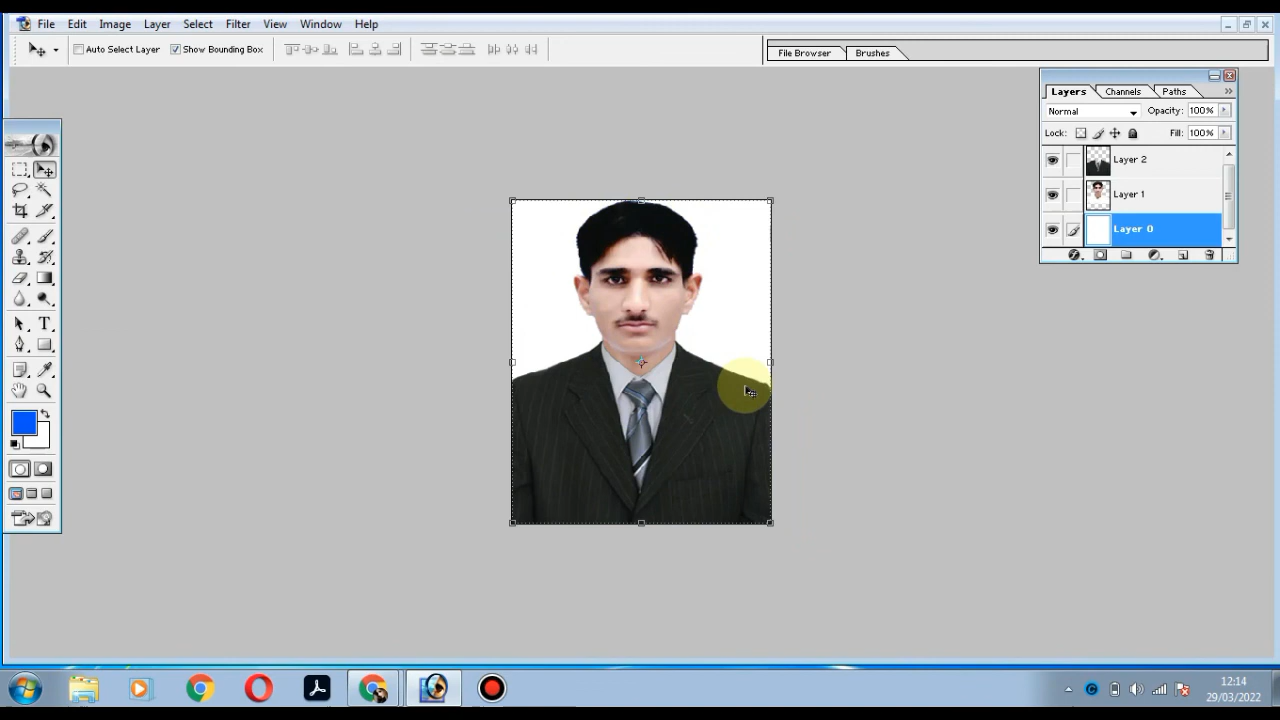 File Edit Image Layer Select Filter View Window Help
Auto Select Layer Show Bounding Box
File Browser Brushes
Layers Channels Paths
Normal Opacity: 100%
Lock: Fill: 100%
Layer 2
Layer 1
Layer 0
T
12:14
29/03/2022